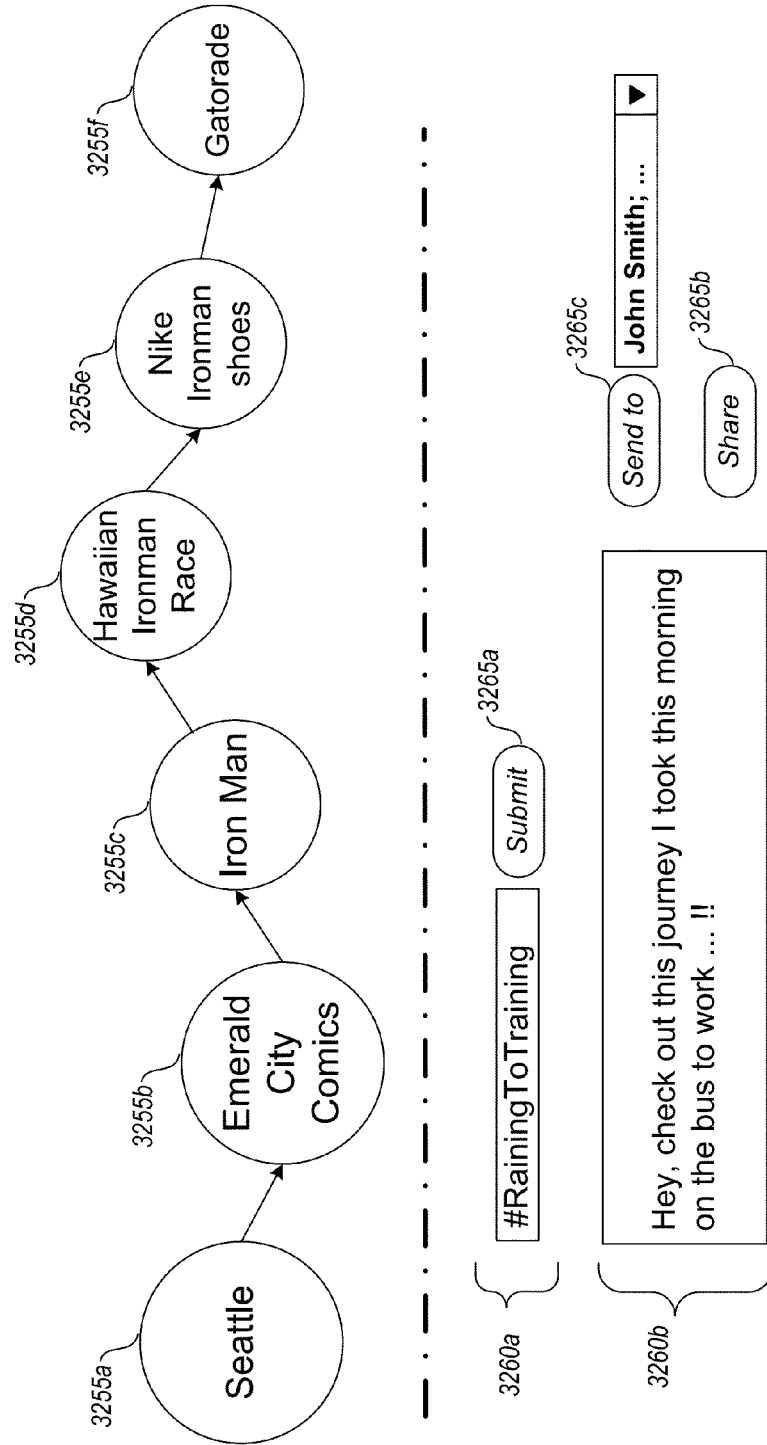 3255a
Seattle
3255b
Emerald
City
Comics
3255c
Iron Man
3255d
Hawaiian
Ironman
Race
3255e
Nike
Ironman
shoes
3255f
Gatorade
3260a
#RainingToTraining
Submit
3265a
3260b
Hey, check out this journey I took this morning
on the bus to work ... !!
Send to
3265c
John Smith; ...
Share
3265b